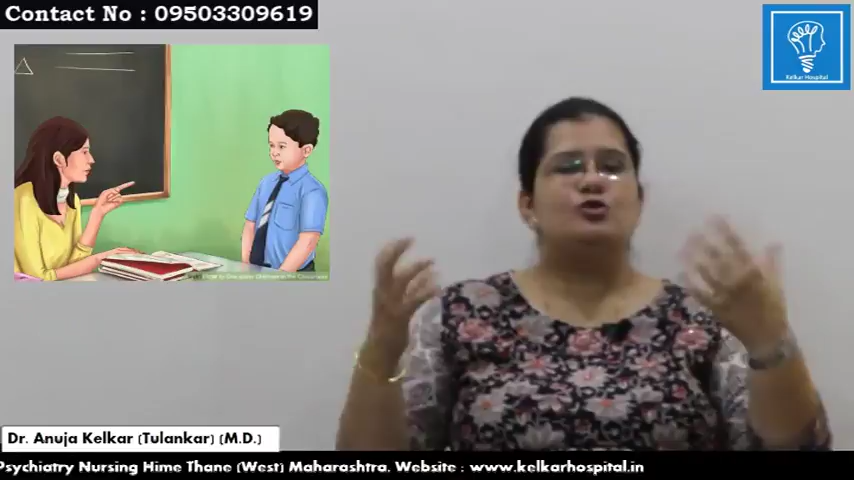 Contact No : 09503309619
Kelkar Hospital
Dr. Anuja Kelkar (Tulankar) (M.D.)
Psychiatry Nursing Hime Thane (West) Maharashtra. Website : www.kelkarhospital.in